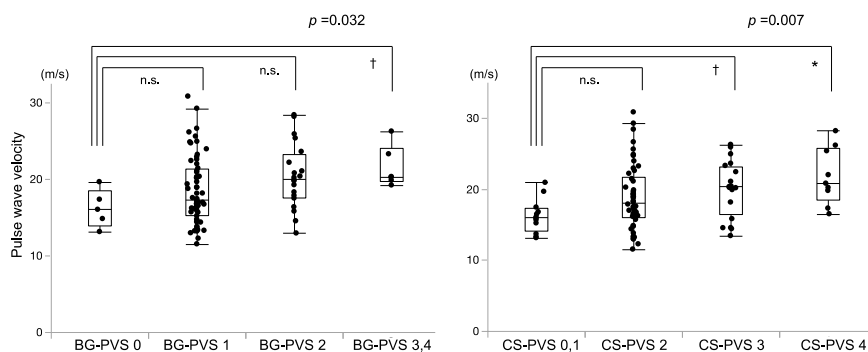 p =0.032
n.s.
n.s.
†
(m/s)
30
20
10
0
Pulse wave velocity
BG-PVS 0 BG-PVS 1 BG-PVS 2 BG-PVS 3,4
p =0.007
n.s.
†
*
(m/s)
30
20
10
0
CS-PVS 0,1 CS-PVS 2 CS-PVS 3 CS-PVS 4